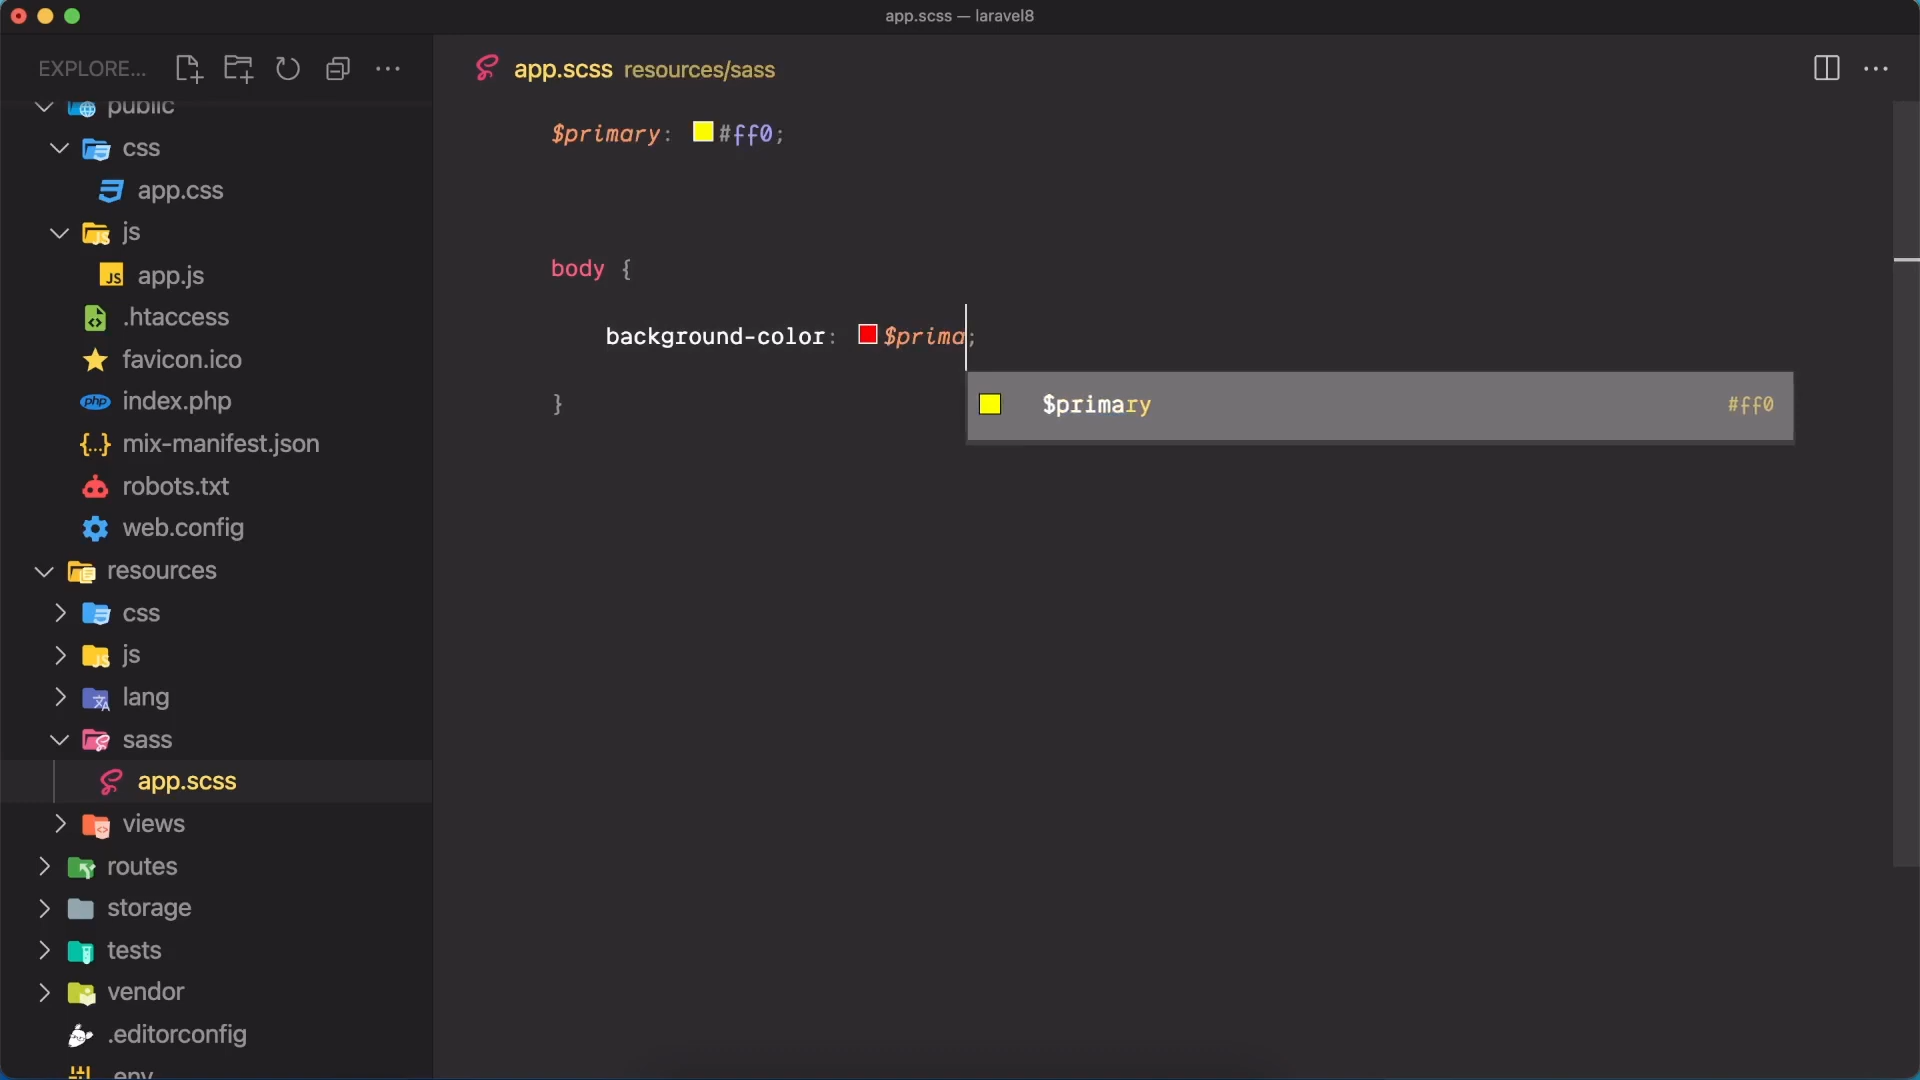 app.scss — laravel8
EXPLORE...
app.scss resources/sass
public
css
app.css
js
app.js
.htaccess
favicon.ico
index.php
mix-manifest.json
robots.txt
web.config
resources
css
js
lang
sass
app.scss
views
routes
storage
tests
vendor
.editorconfig
.env
$primary: #ff0;
body {
background-color: $prima;
$primary #ff0
}